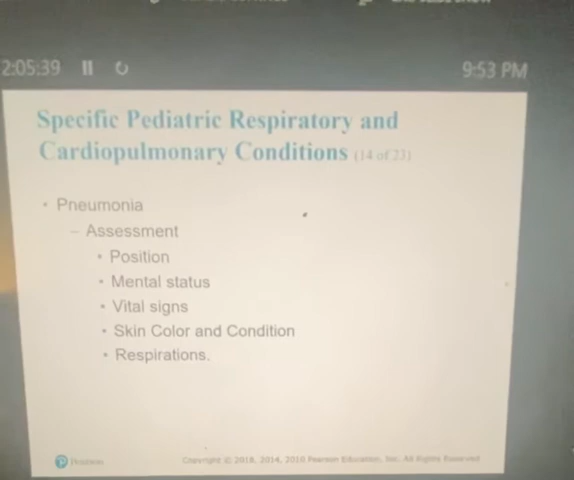 2:05:39
9:53 PM
Specific Pediatric Respiratory and
Cardiopulmonary Conditions (14 of 23)
• Pneumonia
– Assessment
• Position
• Mental status
• Vital signs
• Skin Color and Condition
• Respirations.
Pearson
Copyright © 2018, 2014, 2010 Pearson Education, Inc. All Rights Reserved